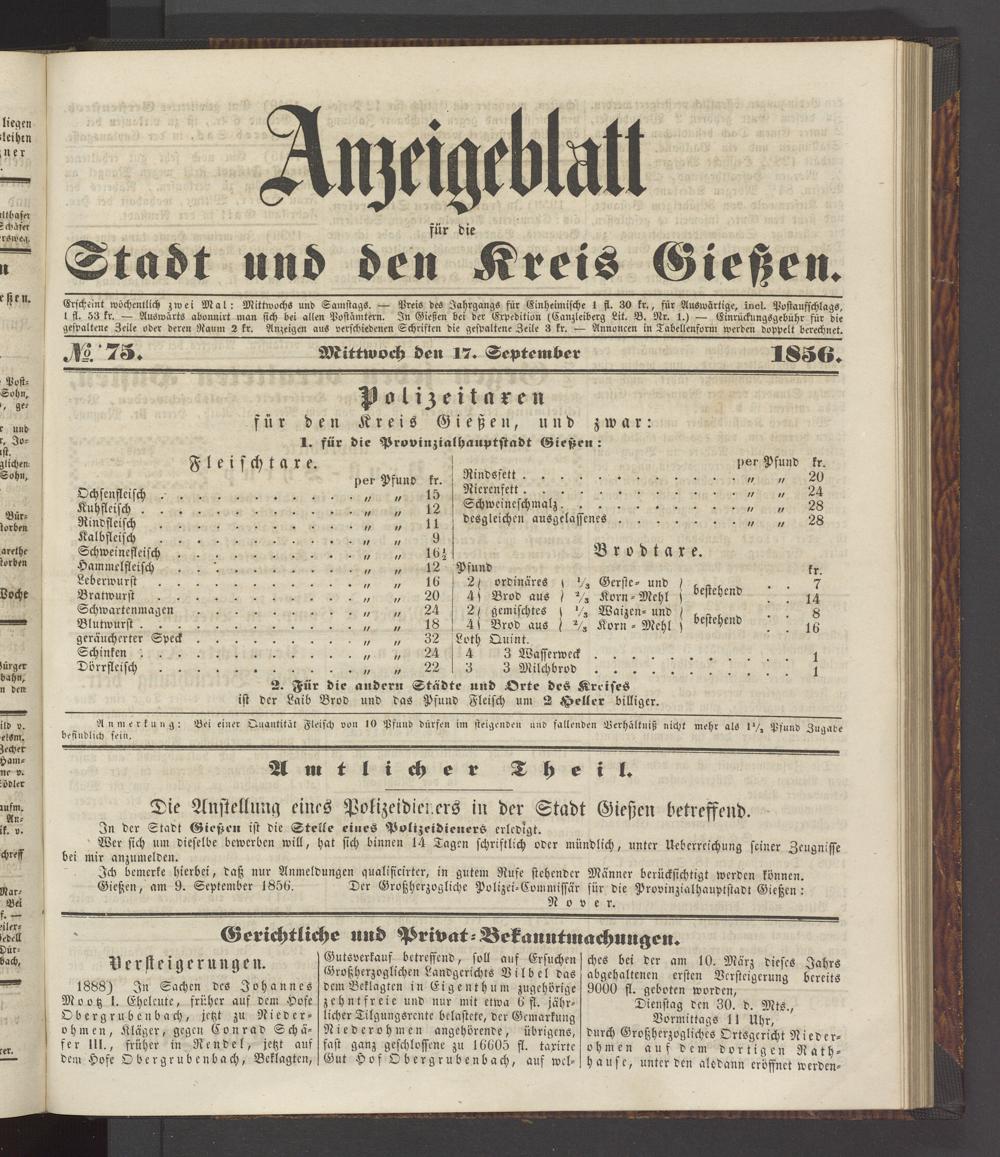 Anzeigeblatt
für die
Stadt und den Kreis Gießen.
Erscheint wöchentlich zwei Mal: Mittwochs und Samstags. — Preis des Jahrgangs für Einheimische 1 fl. 30 kr., für Auswärtige, incl. Postaufschlags,
1 fl. 53 kr. — Auswärts abonnirt man sich bei allen Postämtern. In Gießen bei der Expedition (Canzleiberg Lit. B. Nr. 1.) — Einrückungsgebühr für die
gespaltene Zeile oder deren Raum 2 kr. Anzeigen aus verschiedenen Schriften die gespaltene Zeile 3 kr. — Annoncen in Tabellenform werden doppelt berechnet.
No. 75. Mittwoch den 17. September 1856.
Polizeitaxen
für den Kreis Gießen, und zwar:
1. für die Provinzialhauptstadt Gießen:
Fleischtaxe.
per Pfund kr.
Ochsenfleisch . . . . . . . . . . „ „ 15
Kuhfleisch . . . . . . . . . . „ „ 12
Rindfleisch . . . . . . . . . . „ „ 11
Kalbfleisch . . . . . . . . . . „ „ 9
Schweinefleisch . . . . . . . . . „ „ 16½
Hammelfleisch . . . . . . . . . „ „ 12
Leberwurst . . . . . . . . . . „ „ 16
Bratwurst . . . . . . . . . . „ „ 20
Schwartenmagen . . . . . . . . „ „ 24
Blutwurst . . . . . . . . . . „ „ 18
geräucherter Speck . . . . . . . . „ „ 32
Schinken . . . . . . . . . . „ „ 24
Dörrfleisch . . . . . . . . . . „ „ 22
per Pfund kr.
Rindsfett . . . . . . . . . . „ „ 20
Nierenfett . . . . . . . . . . „ „ 24
Schweineschmalz . . . . . . . . „ „ 28
desgleichen ausgelassenes . . . . . . „ „ 28
Brodtaxe.
Pfund kr.
2 ordinäres ⅓ Gerste- und bestehend . . 7
4 Brod aus ⅔ Korn-Mehl . . 14
2 gemischtes ⅓ Waizen- und bestehend . . 8
4 Brod aus ⅔ Korn-Mehl . . 16
Loth Quint.
4 3 Wasserweck . . . . . . . . 1
3 3 Milchbrod . . . . . . . . 1
2. Für die andern Städte und Orte des Kreises
ist der Laib Brod und das Pfund Fleisch um 2 Heller billiger.
Anmerkung: Bei einer Quantität Fleisch von 10 Pfund dürfen im steigenden und fallenden Verhältniß nicht mehr als 1½ Pfund Zugabe
befindlich sein.
Amtlicher Theil.
Die Anstellung eines Polizeidieners in der Stadt Gießen betreffend.
In der Stadt Gießen ist die Stelle eines Polizeidieners erledigt.
Wer sich um dieselbe bewerben will, hat sich binnen 14 Tagen schriftlich oder mündlich, unter Ueberreichung seiner Zeugnisse
bei mir anzumelden.
Ich bemerke hierbei, daß nur Anmeldungen qualificirter, in gutem Rufe stehender Männer berücksichtigt werden können.
Gießen, am 9. September 1856. Der Großherzogliche Polizei-Commissär für die Provinzialhauptstadt Gießen:
Nover.
Gerichtliche und Privat-Bekanntmachungen.
Versteigerungen.
1888) In Sachen des Johannes
Mootz I. Eheleute, früher auf dem Hofe
Obergrubenbach, jetzt zu Nieder-
ohmen, Kläger, gegen Conrad Schä-
fer III., früher in Rendel, jetzt auf
dem Hofe Obergrubenbach, Beklagten,
Gutsverkauf betreffend, soll auf Ersuchen
Großherzoglichen Landgerichts Vilbel das
dem Beklagten in Eigenthum zugehörige
zehntfreie und nur mit etwa 6 fl. jähr-
licher Tilgungsrente belastete, der Gemarkung
Niederohmen angehörende, übrigens,
fast ganz geschlossene zu 16605 fl. taxirte
Gut Hof Obergrubenbach, auf wel-
ches bei der am 10. März dieses Jahrs
abgehaltenen ersten Versteigerung bereits
9000 fl. geboten worden,
Dienstag den 30. d. Mts.,
Vormittags 11 Uhr,
durch Großherzogliches Ortsgericht Nieder-
ohmen auf dem dortigen Rath-
hause, unter den alsdann eröffnet werden-